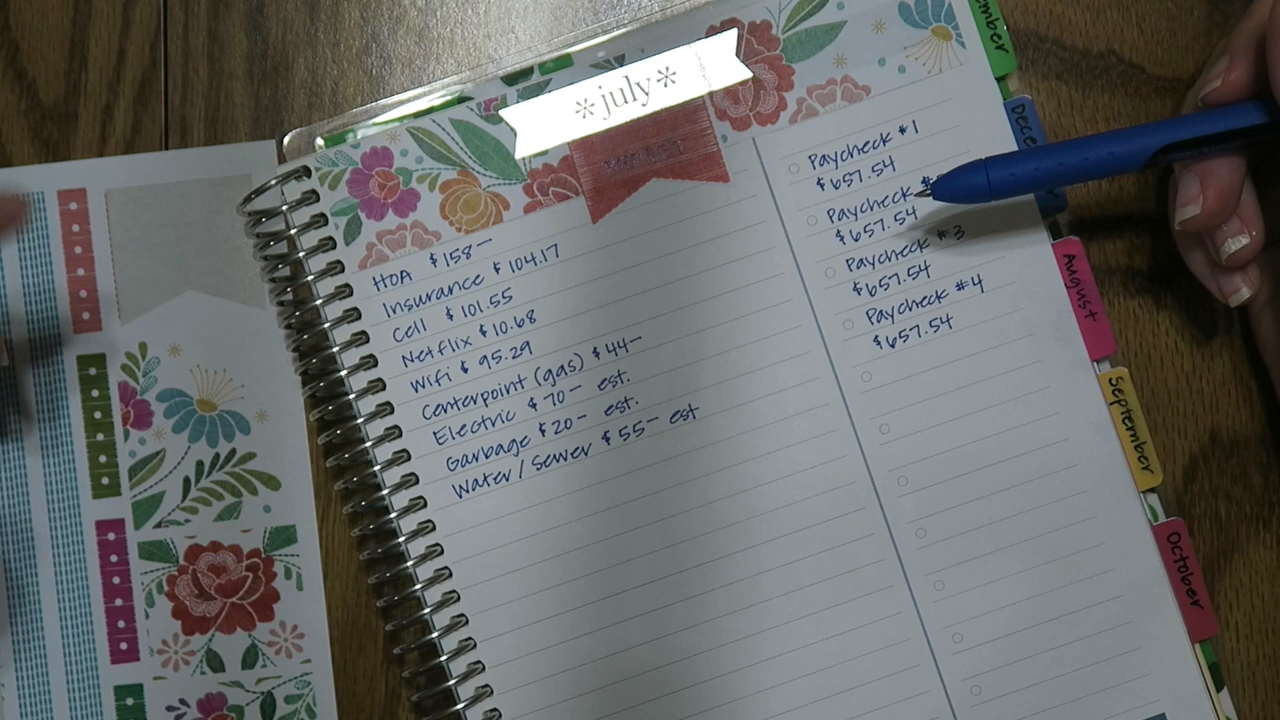 *july*
BUDGET
HOA $158-
Insurance $104.17
Cell $101.55
Netflix $10.68
Wifi $95.29
Centerpoint (gas) $44-
Electric $70- est.
Garbage $20- est.
Water/Sewer $55- est
Paycheck #1
$657.54
Paycheck
$657.54
Paycheck #3
$657.54
Paycheck #4
$657.54
August
September
October